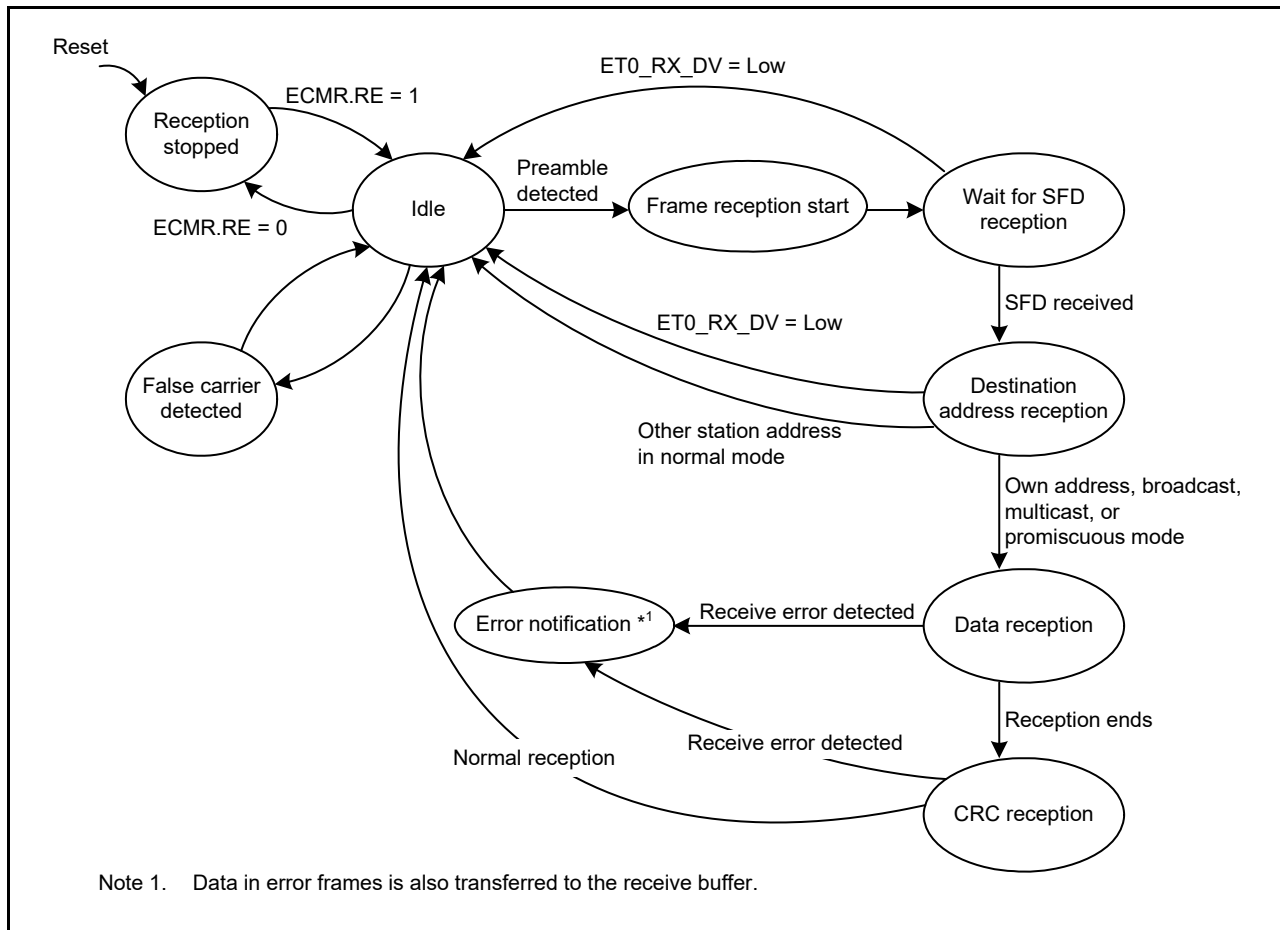 Reset
ET0_RX_DV = Low
ECMR.RE = 1
Reception
stopped
Preamble
detected
Idle
Frame reception start
Wait for SFD
reception
ECMR.RE = 0
SFD received
ET0_RX_DV = Low
False carrier
detected
Destination
address reception
Other station address
in normal mode
Own address, broadcast,
multicast, or
promiscuous mode
Error notification *1
Receive error detected
Data reception
Reception ends
Receive error detected
Normal reception
CRC reception
Note 1. Data in error frames is also transferred to the receive buffer.